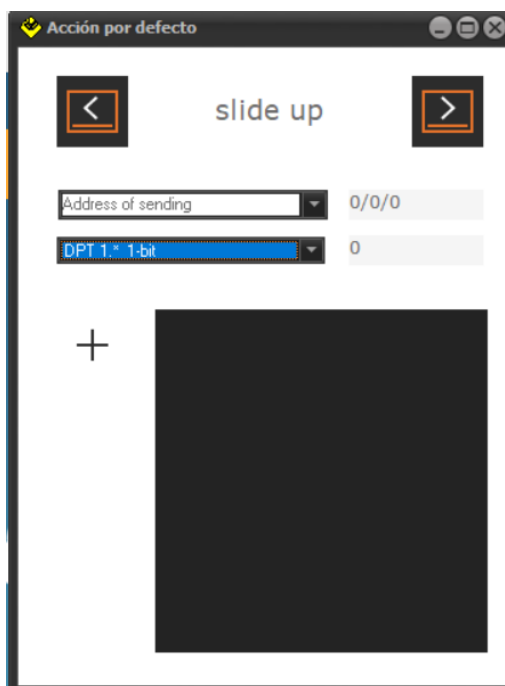 Acción por defecto
slide up
Address of sending 0/0/0
DPT 1.* 1-bit 0